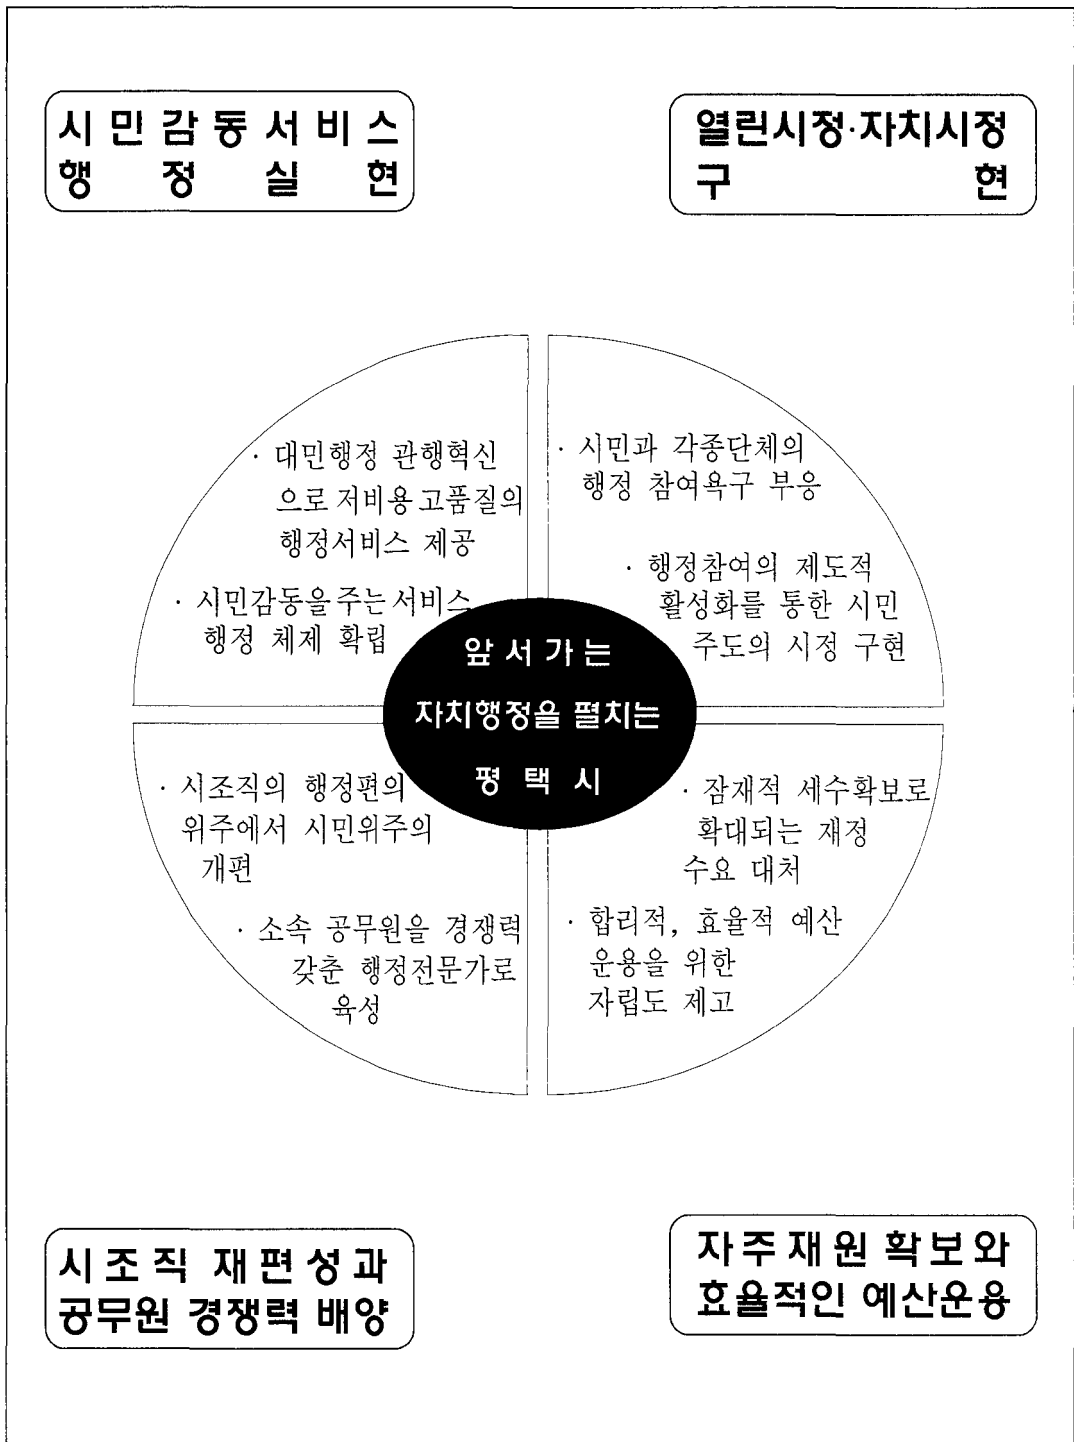 시민감동서비스
행정실현
열린시정·자치시정
구현
· 대민행정 관행혁신
으로 저비용 고품질의
행정서비스 제공
· 시민감동을 주는 서비스
행정 체제 확립
· 시민과 각종단체의
행정 참여욕구 부응
· 행정참여의 제도적
활성화를 통한 시민
주도의 시정 구현
앞서가는
자치행정을 펼치는
평택시
· 시조직의 행정편의
위주에서 시민위주의
개편
· 소속 공무원을 경쟁력
갖춘 행정전문가로
육성
· 잠재적 세수확보로
확대되는 재정
수요 대처
· 합리적, 효율적 예산
운용을 위한
자립도 제고
시조직 재편성과
공무원 경쟁력 배양
자주재원 확보와
효율적인 예산운용